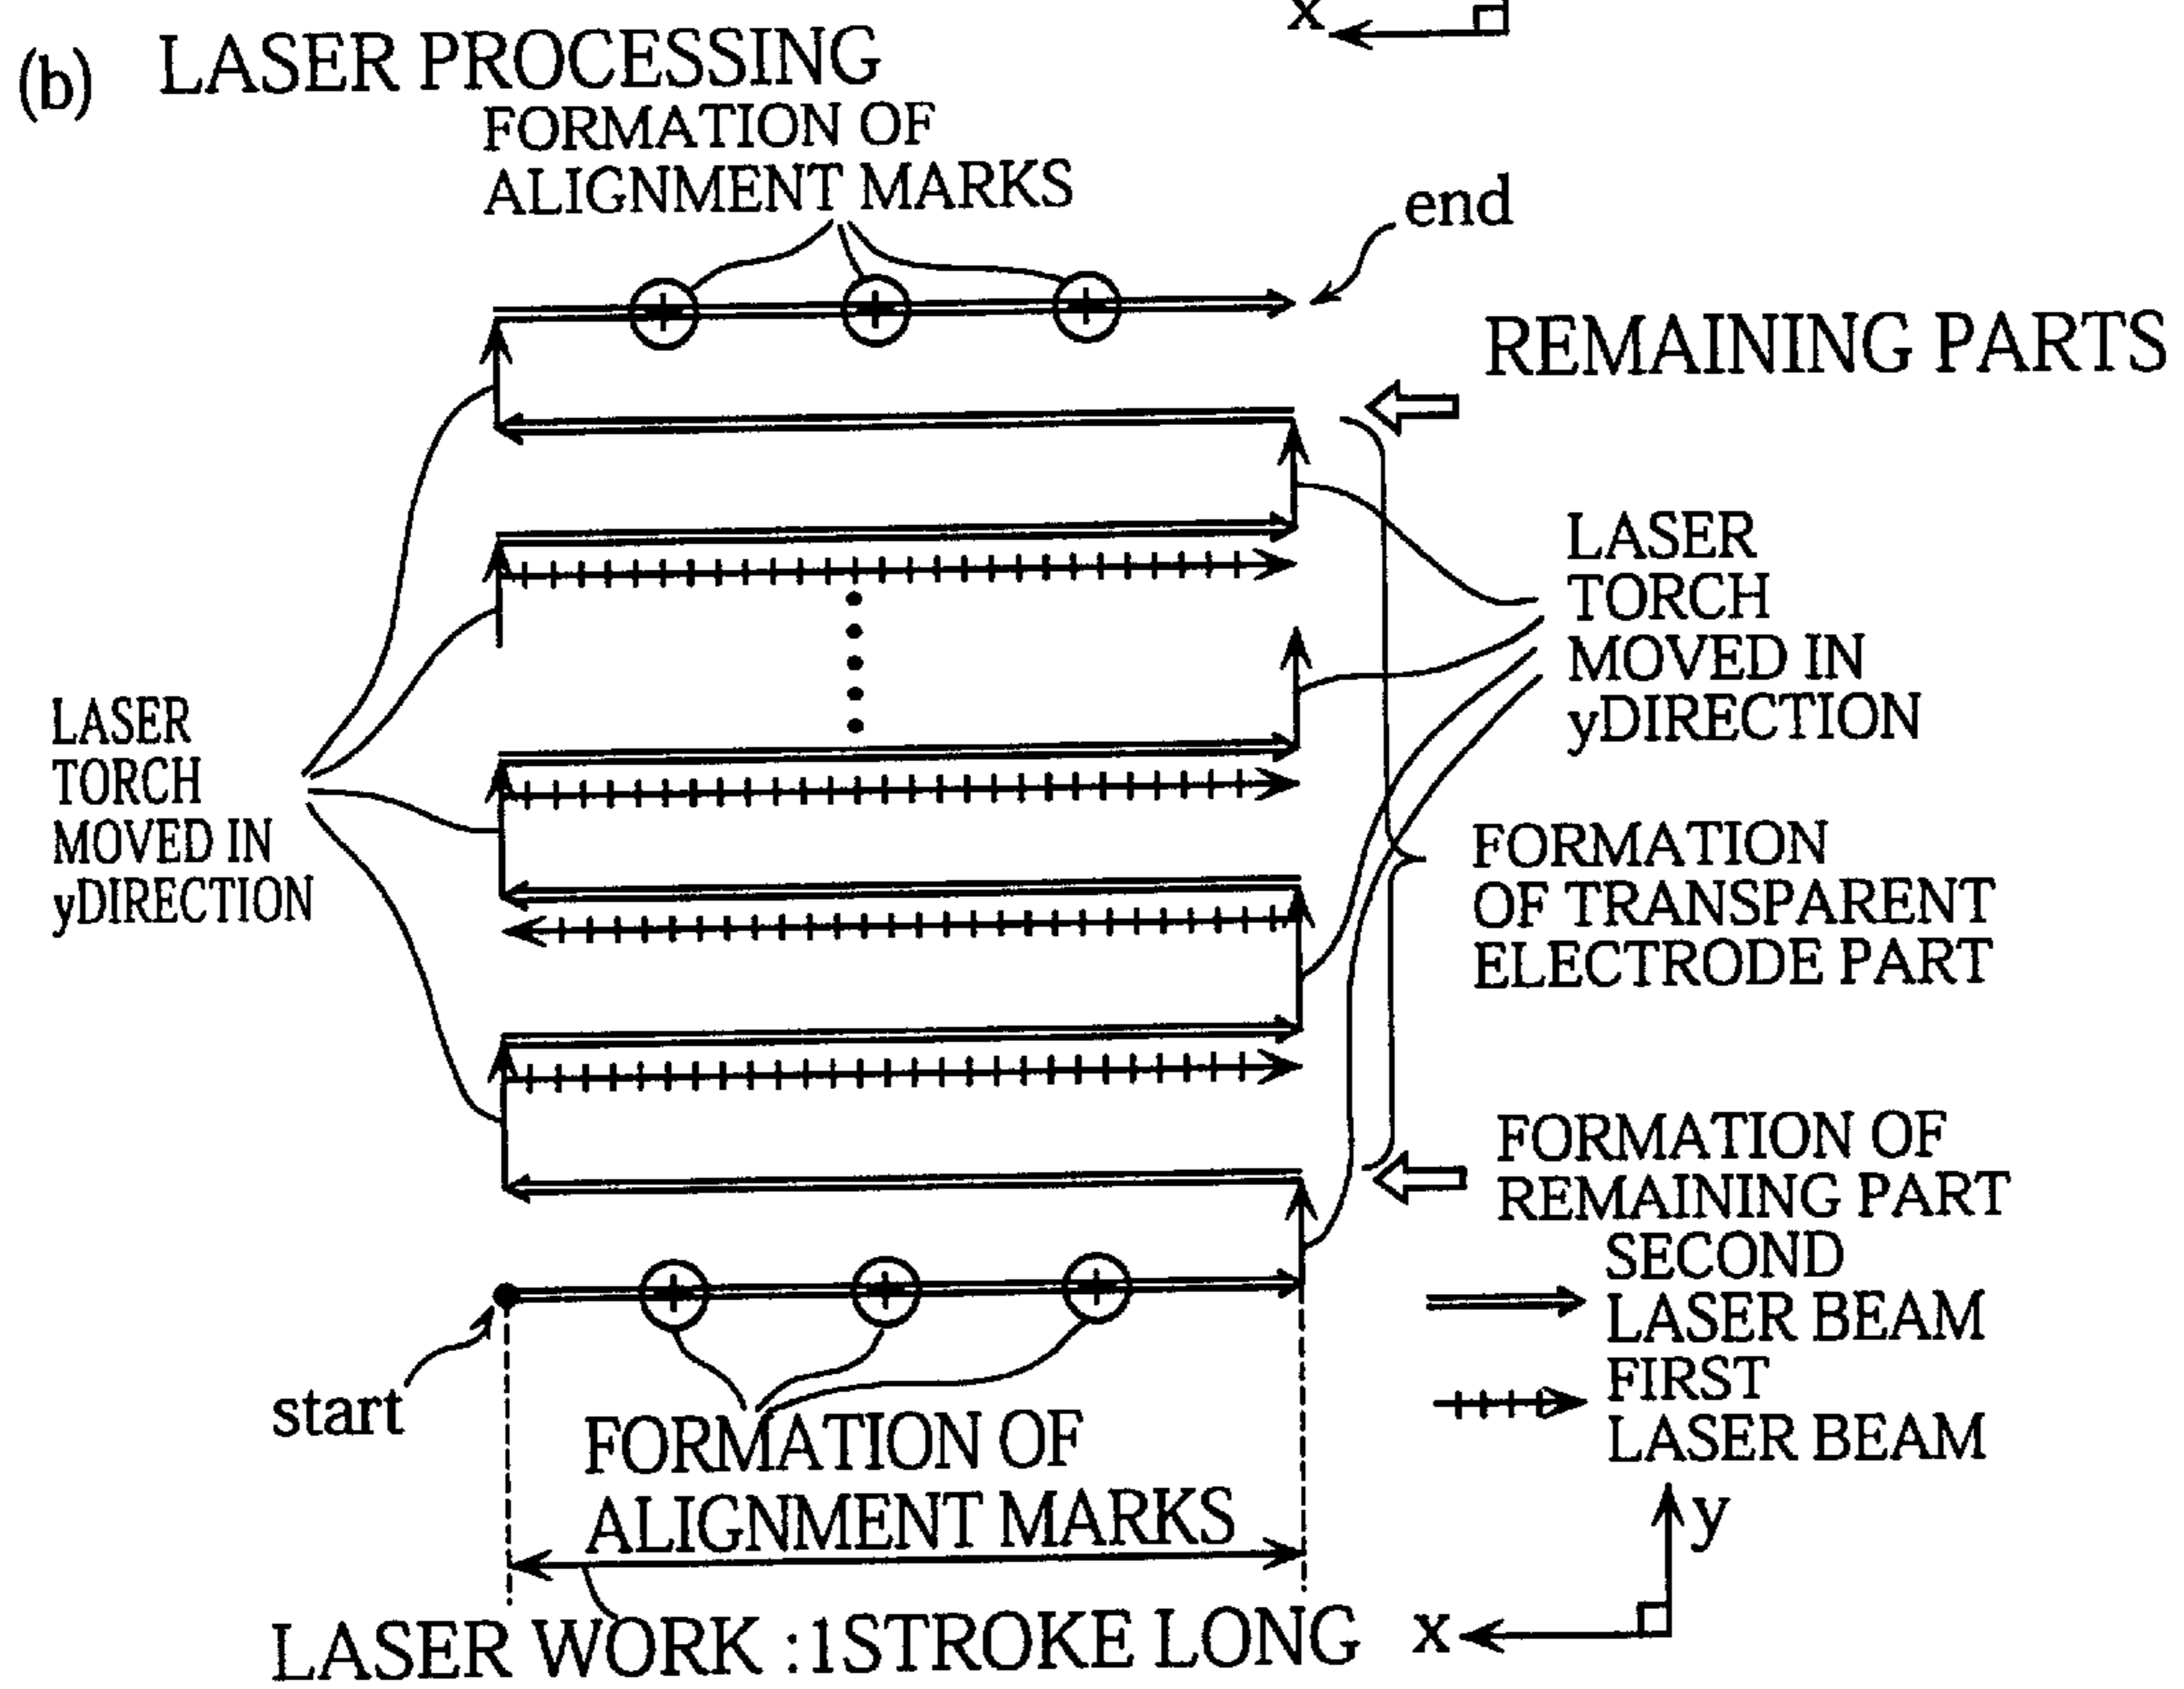 x
(b) LASER PROCESSING
FORMATION OF
ALIGNMENT MARKS
end
REMAINING PARTS
LASER
TORCH
MOVED IN
yDIRECTION
LASER
TORCH
MOVED IN
yDIRECTION
FORMATION
OF TRANSPARENT
ELECTRODE PART
FORMATION OF
REMAINING PART
SECOND
LASER BEAM
FIRST
LASER BEAM
start
FORMATION OF
ALIGNMENT MARKS
y
LASER WORK :1STROKE LONG
x